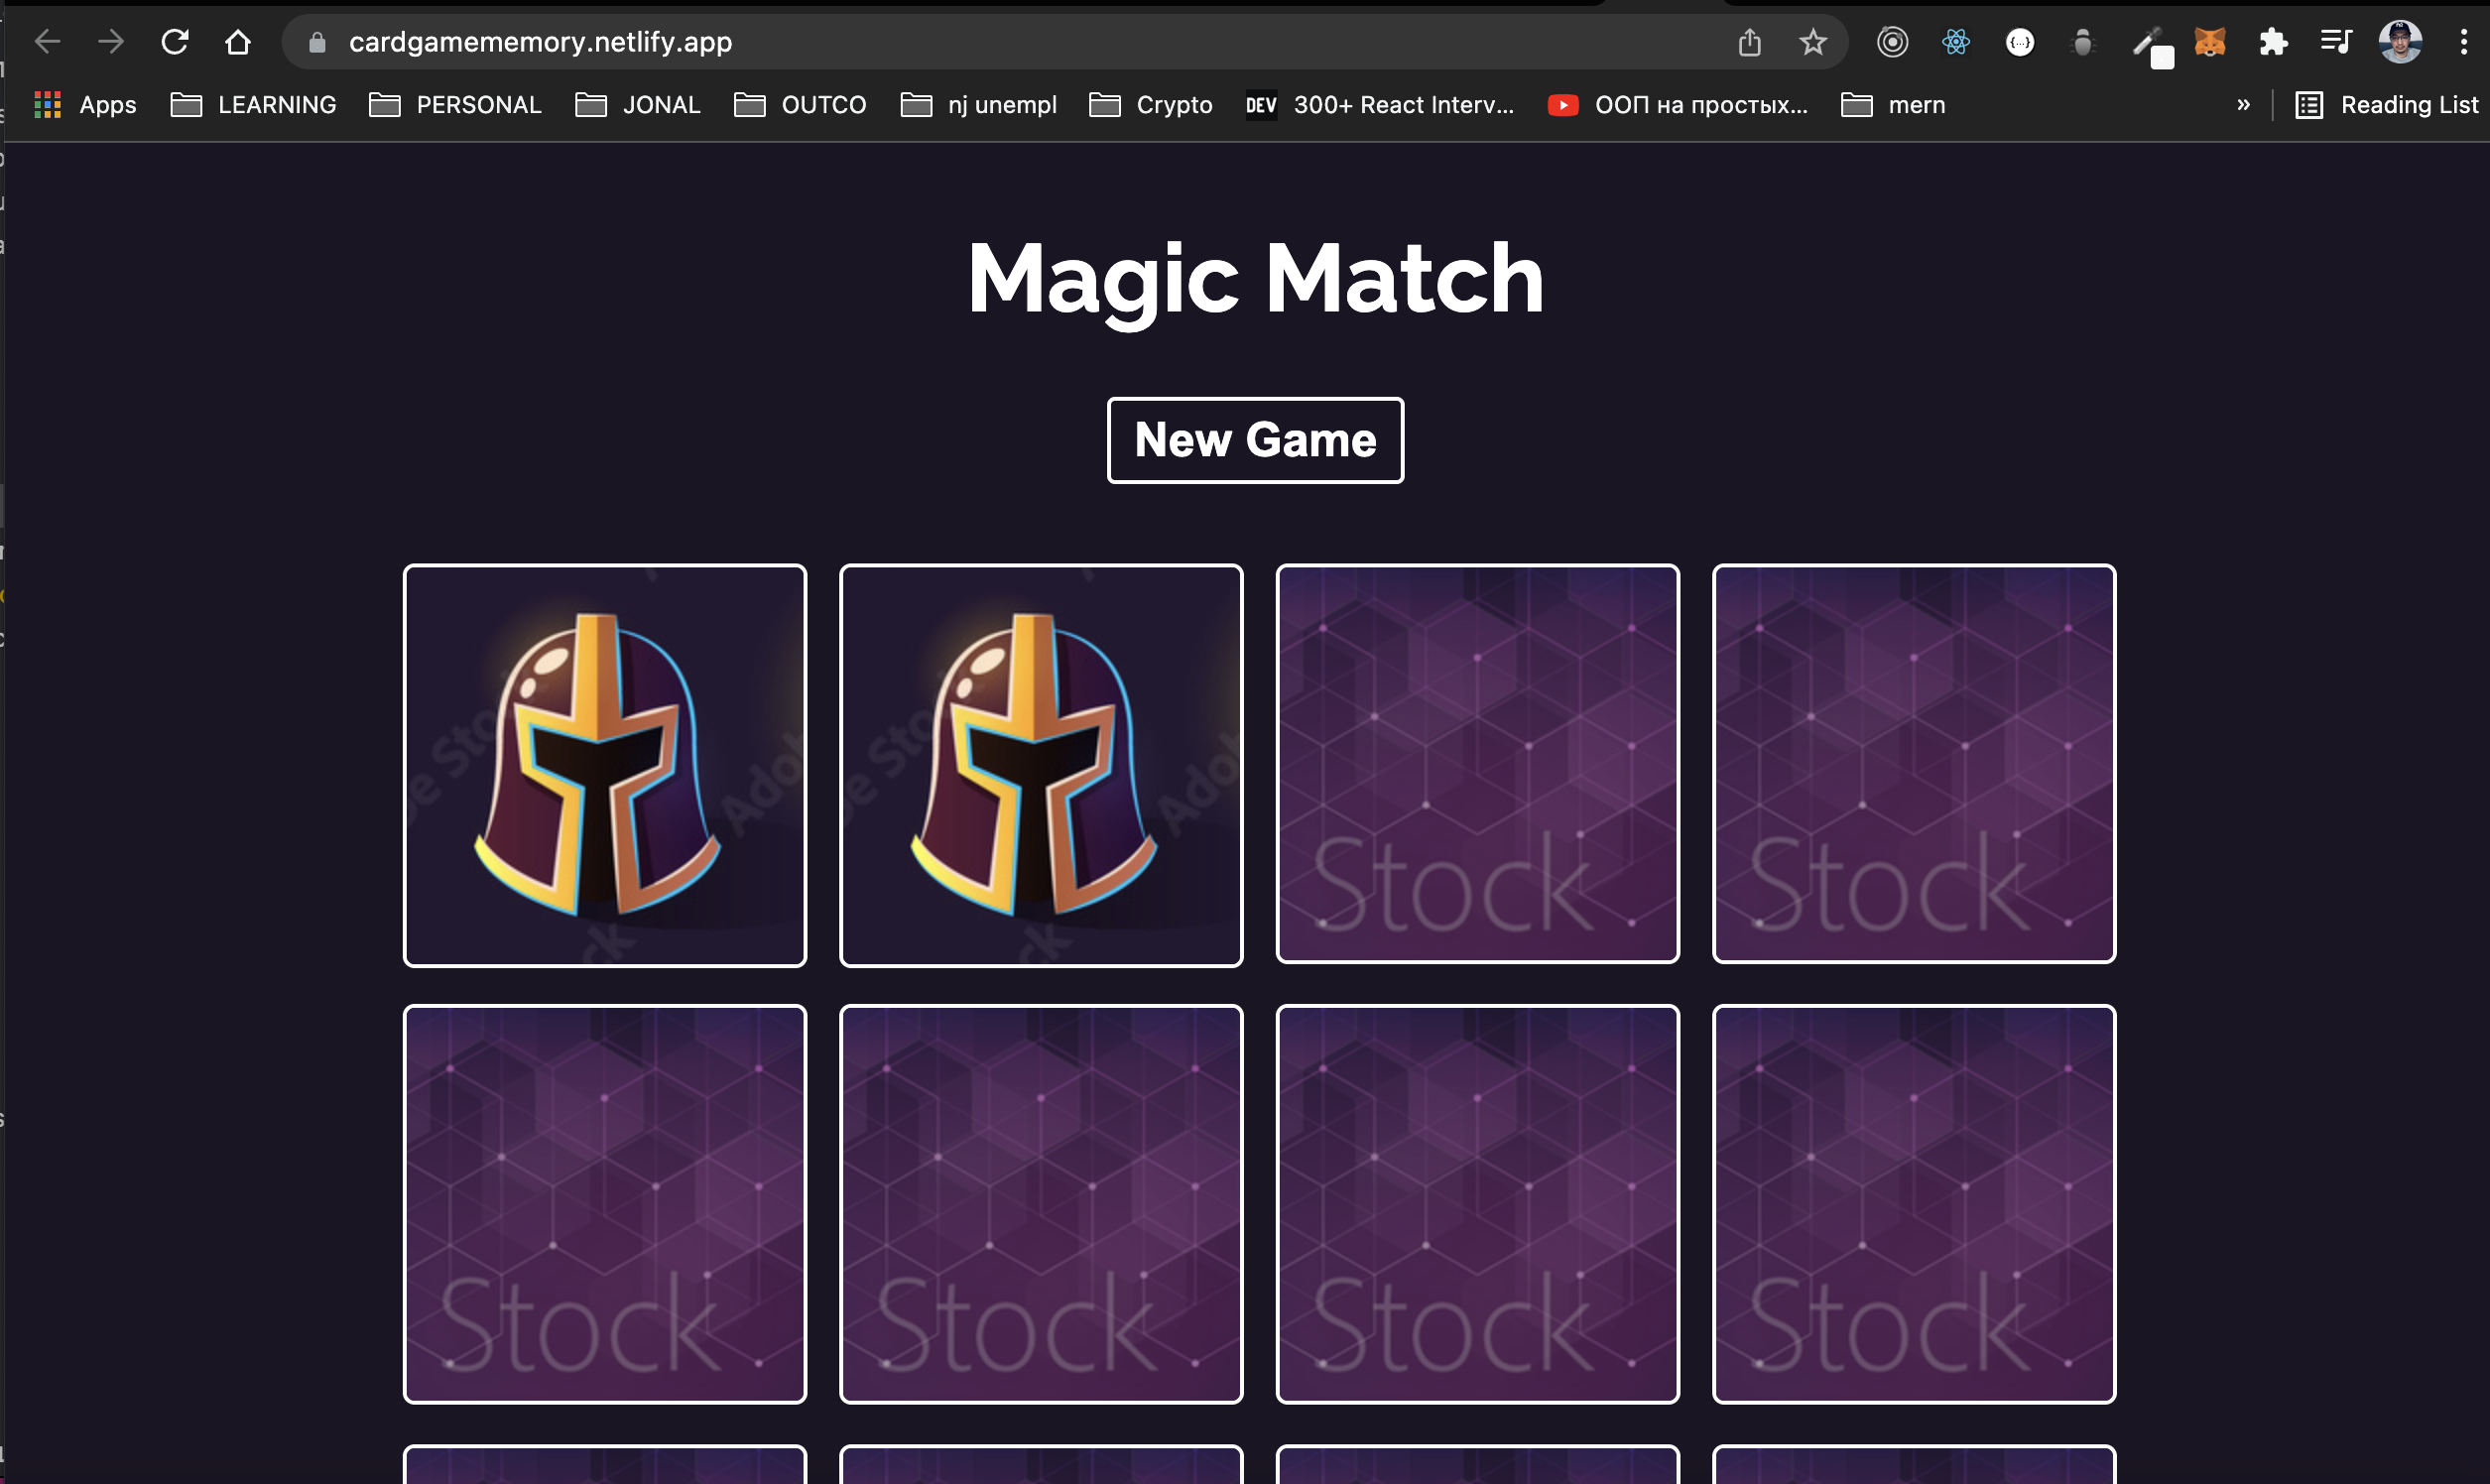 cardgamememory.netlify.app
Apps LEARNING PERSONAL JONAL OUTCO nj unempl Crypto DEV 300+ React Interv... ООП на простых... mern » Reading List
Magic Match
New Game
Stock Stock
Stock Stock Stock Stock